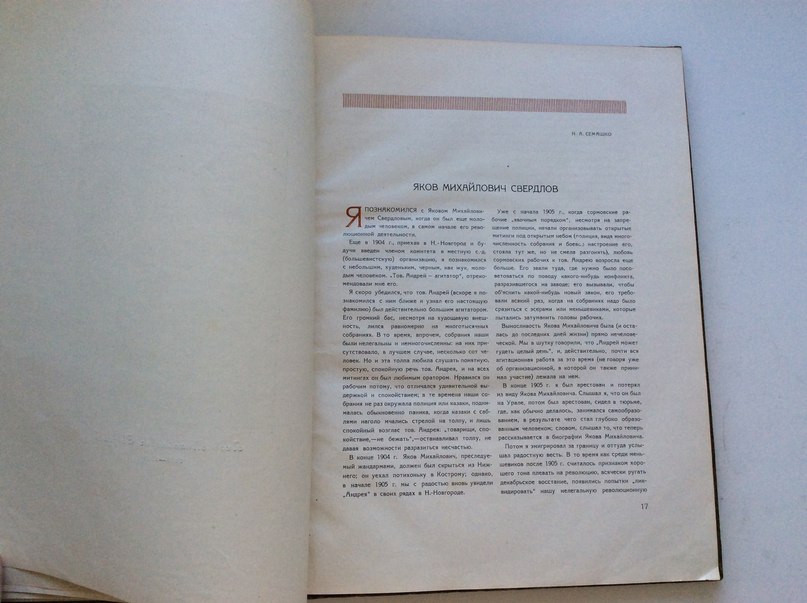 Н. А. СЕМАШКО
ЯКОВ МИХАЙЛОВИЧ СВЕРДЛОВ
Я ПОЗНАКОМИЛСЯ с Яковом Михайлови-
чем Свердловым, когда он был еще моло-
дым человеком, в самом начале его рево-
люционной деятельности.
Еще в 1904 г., приехав в Н.-Новгород и бу-
дучи введен членом комитета в местную с.-д.
(большевистскую) организацию, я познакомился
с небольшим, худеньким, черным, как жук, моло-
дым человеком. „Тов. Андрей — агитатор", отреко-
мендовали мне его.
Я скоро убедился, что тов. Андрей (вскоре я по-
знакомился с ним ближе и узнал его настоящую
фамилию) был действительно большим агитатором.
Его громкий бас, несмотря на худощавую внеш-
ность, лился равномерно на многотысячных
собраниях. В то время, впрочем, собрания наши
были нелегальны и немногочисленны: на них при-
сутствовало, в лучшем случае, несколько сот че-
ловек. Но и эта толпа любила слушать понятную,
простую, спокойную речь тов. Андрея, и на всех
митингах он был любимым оратором. Нравился он
рабочим потому, что отличался удивительной вы-
держкой и спокойствием; в те времена наши со-
брания не раз окружала полиция или казаки, подни-
малась обыкновенно паника, когда казаки с саб-
лями наголо мчались стрелой на толпу, и лишь
спокойный возглас тов. Андрея: „товарищи, спо-
койствие,—не бежать",—останавливал толпу, не
давая возможности разразиться несчастью.
В конце 1904 г. Яков Михайлович, преследуе-
мый жандармами, должен был скрыться из Ниж-
него; он уехал потихоньку в Кострому; однако,
в начале 1905 г. мы с радостью вновь увидели
„Андрея" в своих рядах в Н.-Новгороде.
Уже с начала 1905 г., когда сормовские ра-
бочие „явочным порядком", несмотря на запре-
щение полиции, начали организовывать открытые
митинги под открытым небом (полиция, видя много-
численность собрания и боев. настроение его,
стояла тут же, но не смела разгонять), любовь
сормовских рабочих к тов. Андрею возросла еще
больше. Его звали туда, где нужно было посо-
ветоваться по поводу какого-нибудь конфликта,
разразившегося на заводе; его вызывали, чтобы
об'яснить какой-нибудь новый закон; его требо-
вали всякий раз, когда на собраниях надо было
сразиться с эсерами или меньшевиками, которые
пытались затуманить головы рабочих.
Выносливость Якова Михайловича была (и оста-
лась до последних дней жизни) прямо нечелове-
ческой. Мы в шутку говорили, что „Андрей может
гудеть целый день", и, действительно, почти вся
агитационная работа за это время (не говоря уже
об организационной, в которой он также прини-
мал участие) лежала на нем.
В конце 1905 г. я был арестован и потерял
из виду Якова Михайловича. Слышал я, что он был
на Урале, потом был арестован, сидел в тюрьме,
где, как обычно делалось, занимался самообразо-
ванием, в результате чего стал глубоко образо-
ванным человеком; словом, слышал то, что теперь
рассказывается в биографии Якова Михайловича.
Потом я эмигрировал за границу и оттуда услы-
шал радостную весть. В то время как среди мень-
шевиков после 1905 г. считалось признаком хоро-
шего тона плевать на революцию, всячески ругать
декабрьское восстание, появились попытки „лик-
видировать" нашу нелегальную революционную
17